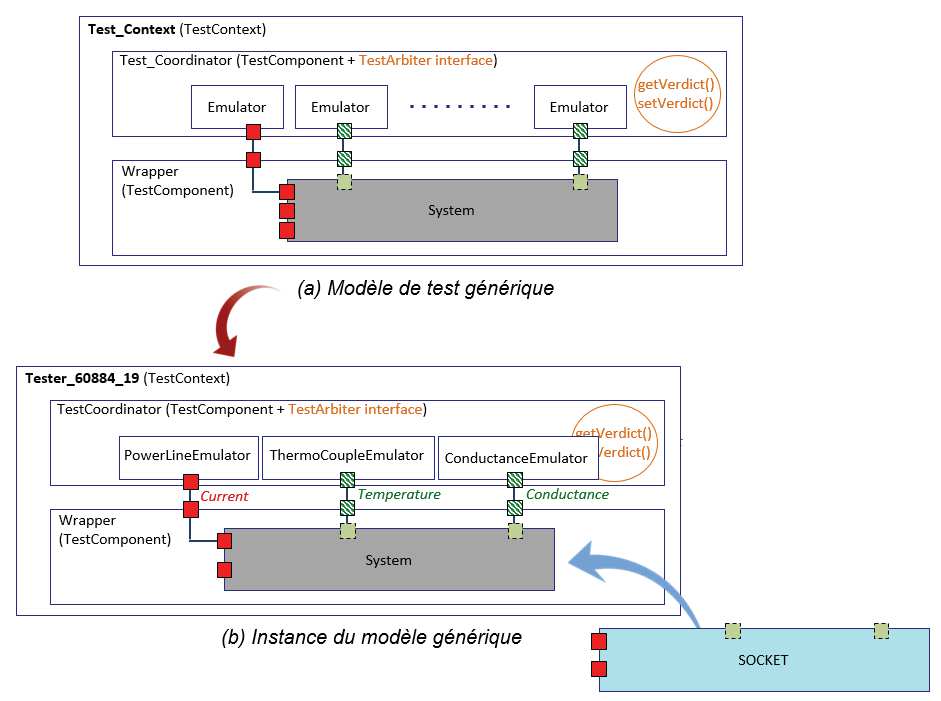 Test_Context (TestContext)
Test_Coordinator (TestComponent + TestArbiter interface)
Emulator
Emulator
Emulator
getVerdict()
setVerdict()
Wrapper
(TestComponent)
System
(a) Modèle de test générique
Tester_60884_19 (TestContext)
TestCoordinator (TestComponent + TestArbiter interface)
getVerdict()
Verdict()
PowerLineEmulator
ThermoCoupleEmulator
ConductanceEmulator
Current
Temperature
Conductance
Wrapper
(TestComponent)
System
(b) Instance du modèle générique
SOCKET